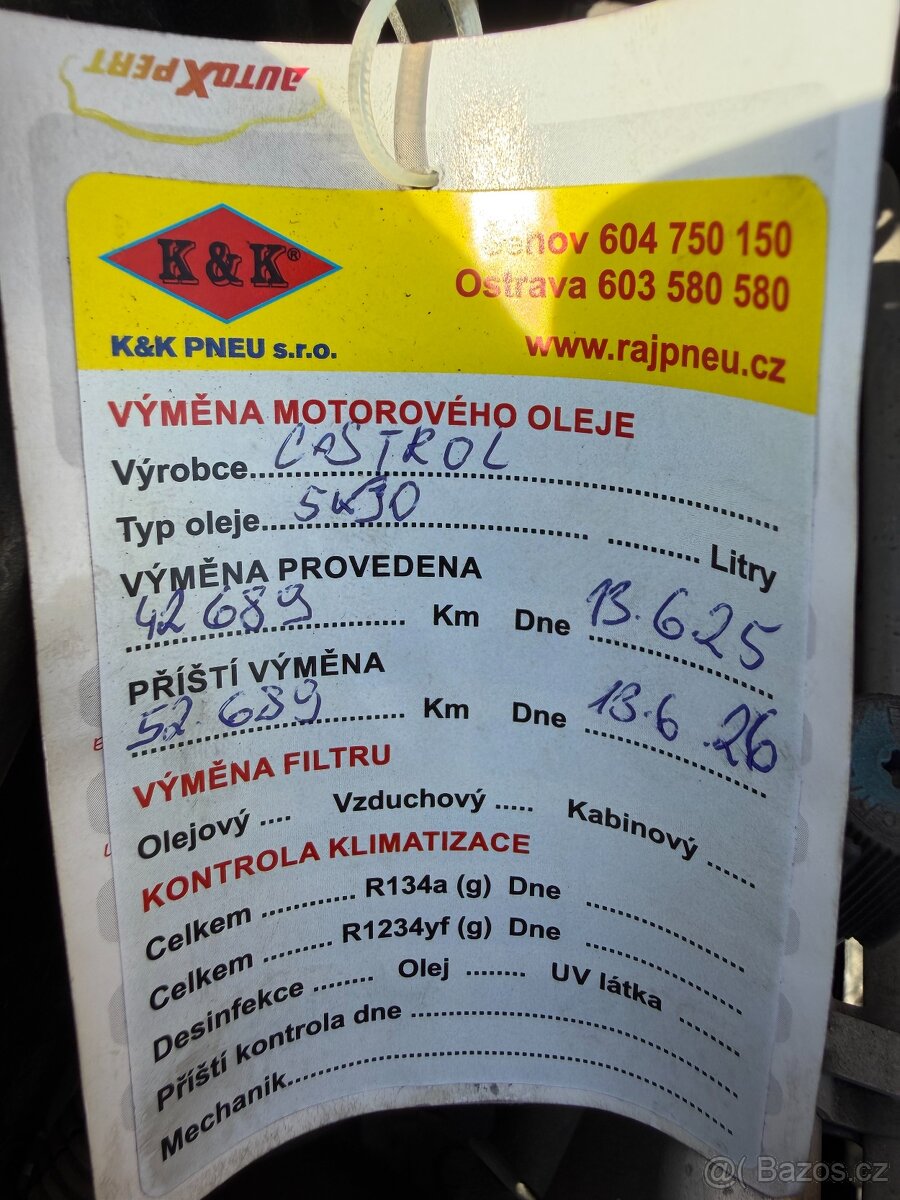 AUTOXPERT
K&K®
K&K PNEU s.r.o.
Šenov 604 750 150
Ostrava 603 580 580
www.rajpneu.cz
VÝMĚNA MOTOROVÉHO OLEJE
Výrobce.....CASTROL.....
Typ oleje.....5W30..... .......... Litry
VÝMĚNA PROVEDENA
42 689 Km Dne 13.6.25
PŘÍŠTÍ VÝMĚNA
52 689 Km Dne 13.6.26
VÝMĚNA FILTRU
Olejový .... Vzduchový ..... Kabinový ......
KONTROLA KLIMATIZACE
Celkem ............ R134a (g) Dne ....................
Celkem ......... R1234yf (g) Dne ....................
Desinfekce ........ Olej ........ UV látka ........
Příští kontrola dne ........................................
Mechanik............................................................
@( Bazos.cz